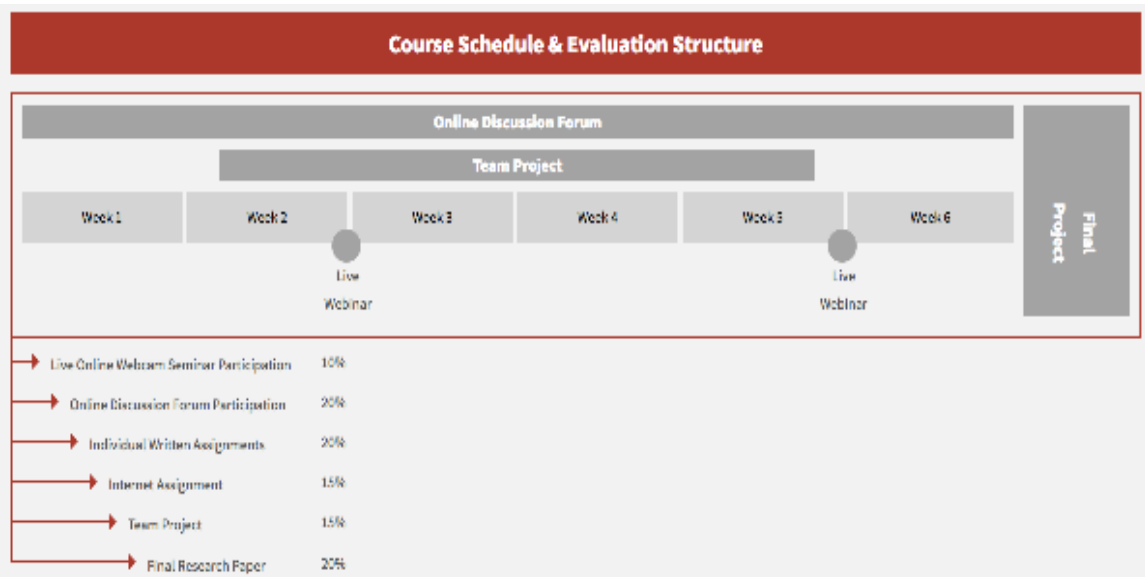 Course Schedule & Evaluation Structure
Online Discussion Forum
Team Project
Week 1 Week 2 Week 3 Week 4 Week 5 Week 6
Final
Project
Live
Webinar
Live
Webinar
Live Online Webcam Seminar Participation 10%
Online Discussion Forum Participation 20%
Individual Written Assignments 20%
Internet Assignment 15%
Team Project 15%
Final Research Paper 20%